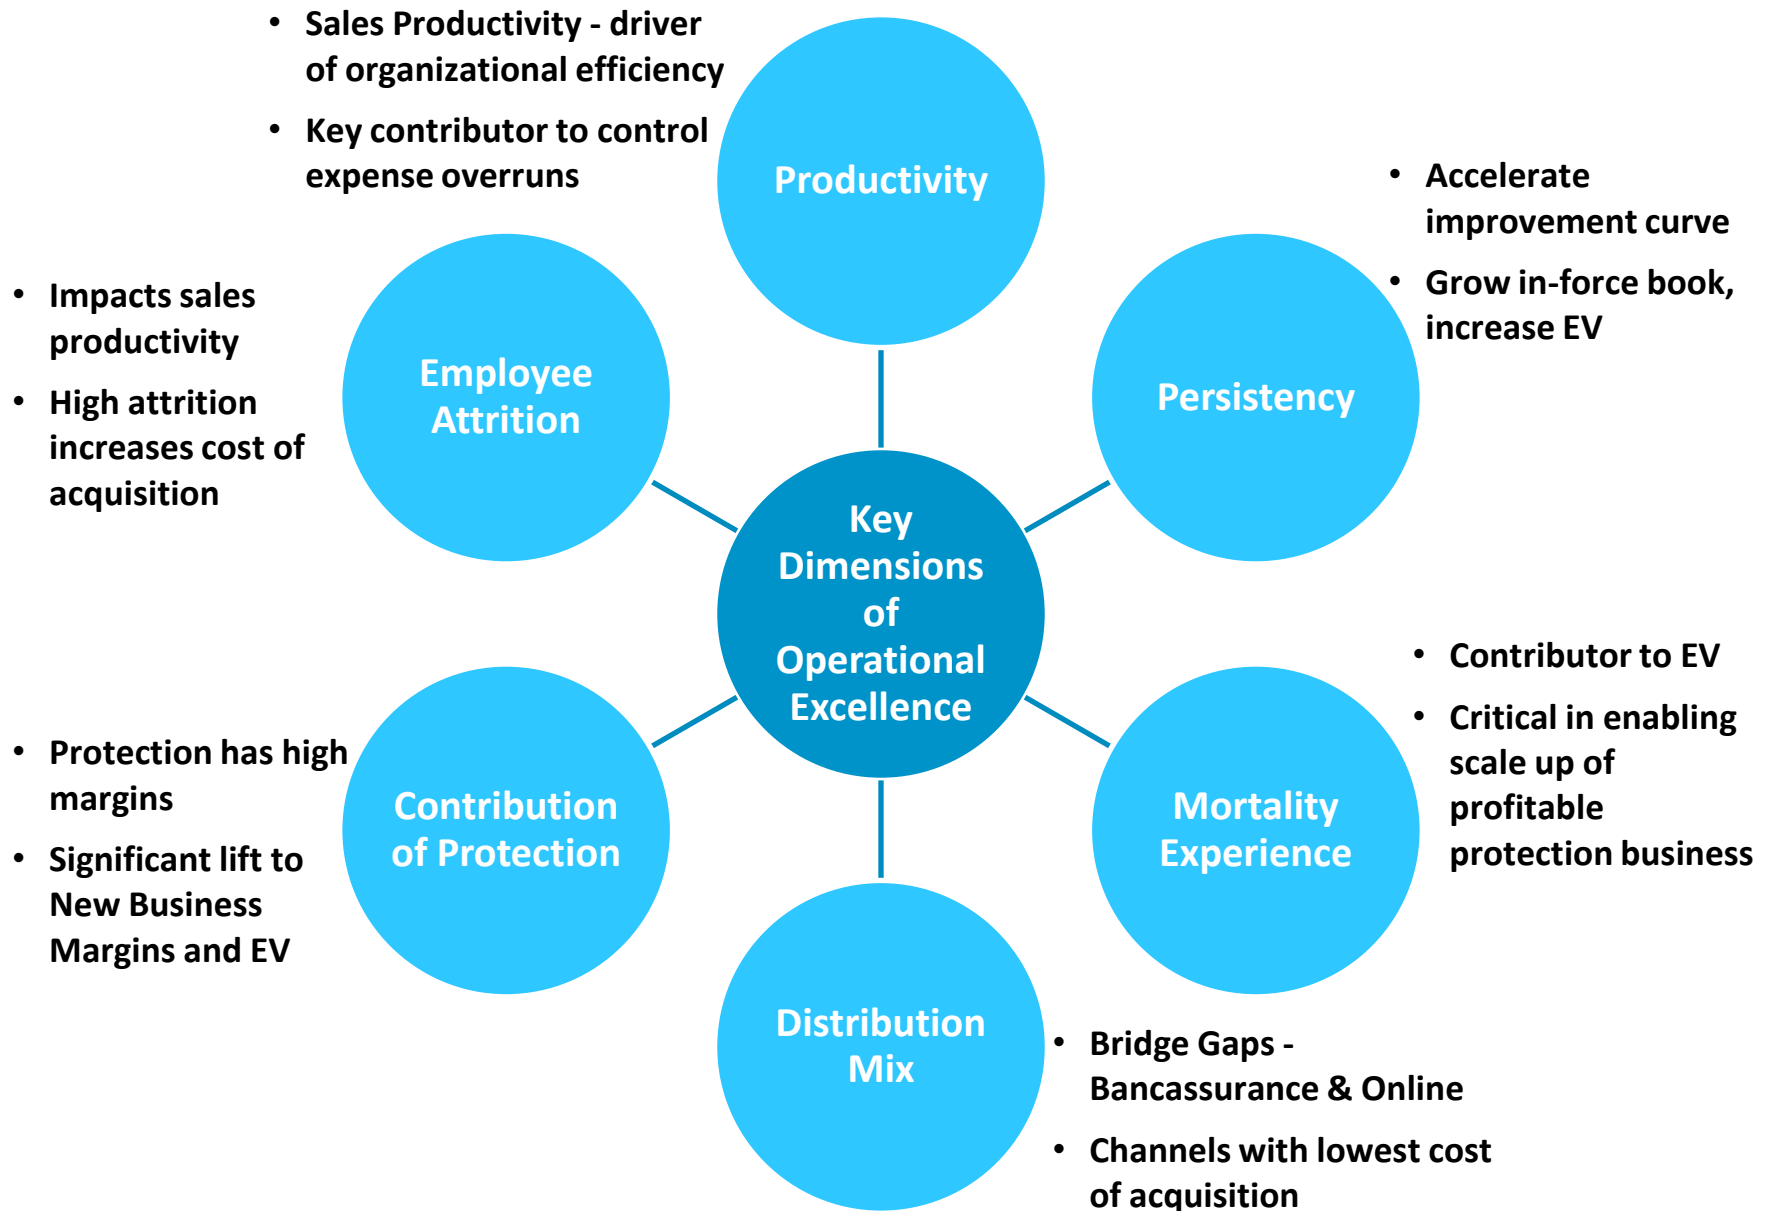 • Sales Productivity - driver
of organizational efficiency
• Key contributor to control
expense overruns
Productivity
• Accelerate
improvement curve
• Grow in-force book,
increase EV
Persistency
• Impacts sales
productivity
• High attrition
increases cost of
acquisition
Employee
Attrition
Key
Dimensions
of
Operational
Excellence
• Contributor to EV
• Critical in enabling
scale up of
profitable
protection business
Mortality
Experience
• Protection has high
margins
• Significant lift to
New Business
Margins and EV
Contribution
of Protection
Distribution
Mix
• Bridge Gaps -
Bancassurance & Online
• Channels with lowest cost
of acquisition